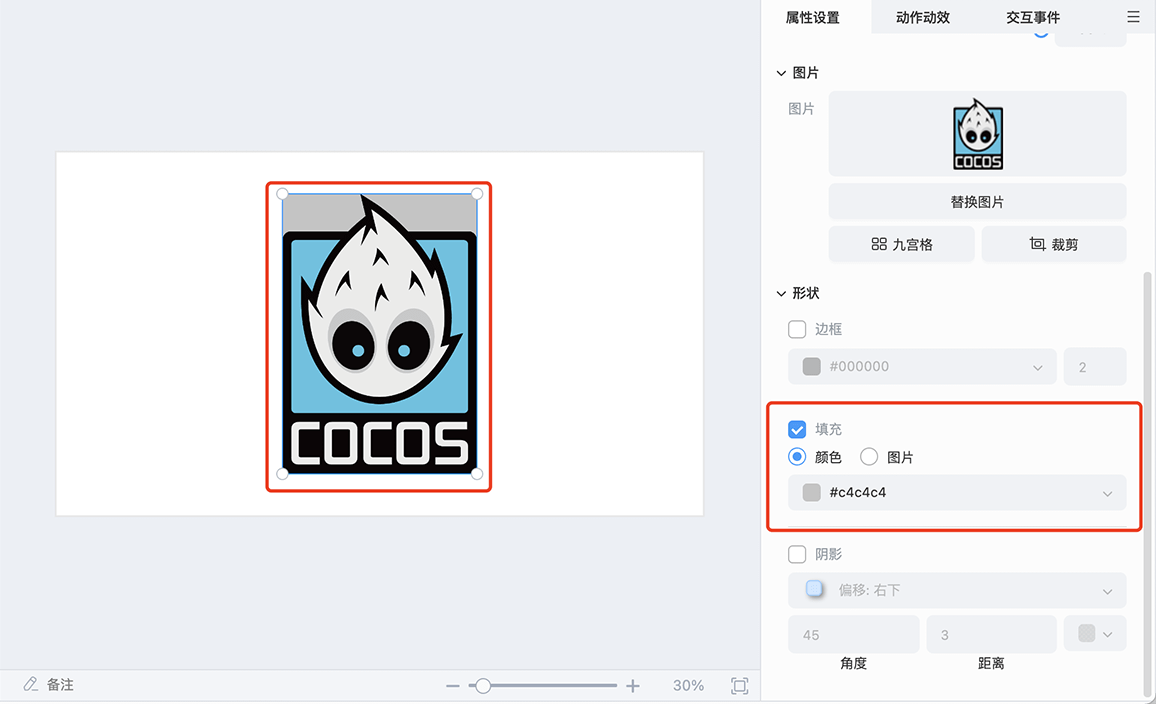 属性设置 动作动效 交互事件
图片
图片
COCOS
替换图片
九宫格 裁剪
形状
边框
#000000 2
填充
颜色 图片
#c4c4c4
COCOS
阴影
偏移: 右下
45 3
角度 距离
备注 30%